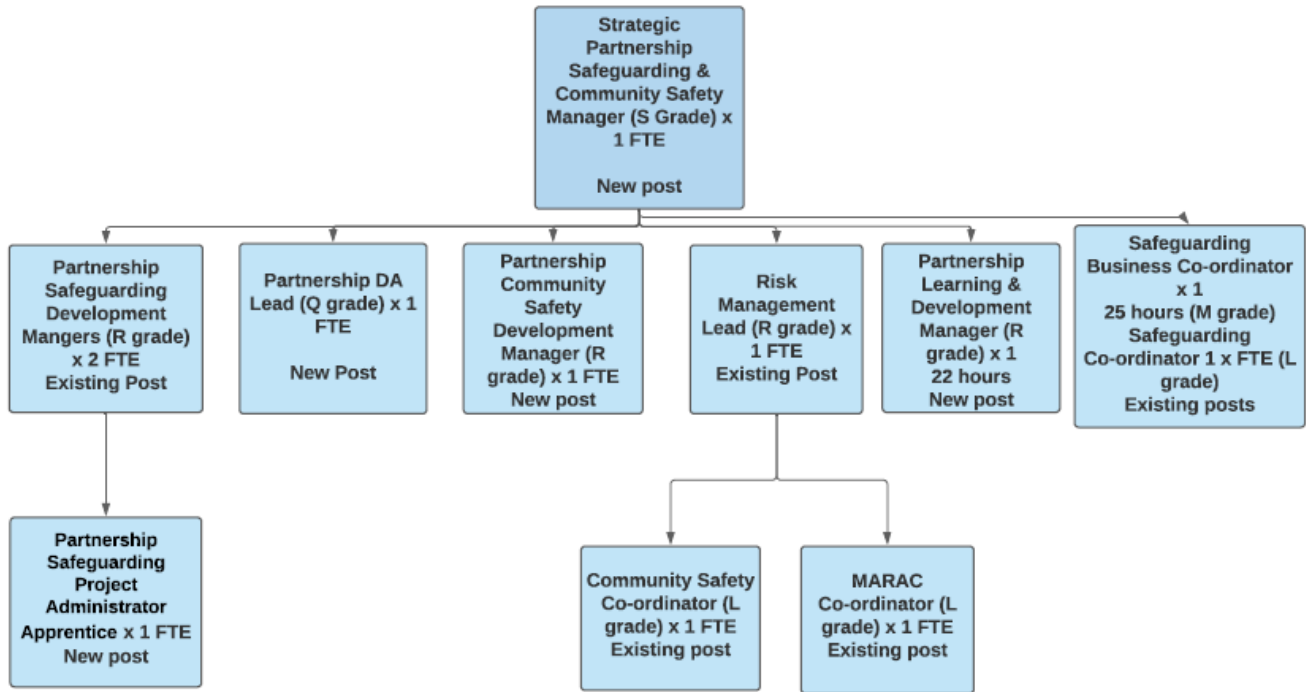 Strategic
Partnership
Safeguarding &
Community Safety
Manager (S Grade) x
1 FTE
New post
Partnership
Safeguarding
Development
Mangers (R grade)
x 2 FTE
Existing Post
Partnership DA
Lead (Q grade) x 1
FTE
New Post
Partnership
Community
Safety
Development
Manager (R
grade) x 1 FTE
New post
Risk
Management
Lead (R grade) x
1 FTE
Existing Post
Partnership
Learning &
Development
Manager (R
grade) x 1
22 hours
New post
Safeguarding
Business Co-ordinator
x 1
25 hours (M grade)
Safeguarding
Co-ordinator 1 x FTE (L
grade)
Existing posts
Partnership
Safeguarding
Project
Administrator
Apprentice x 1 FTE
New post
Community Safety
Co-ordinator (L
grade) x 1 FTE
Existing post
MARAC
Co-ordinator (L
grade) x 1 FTE
Existing post